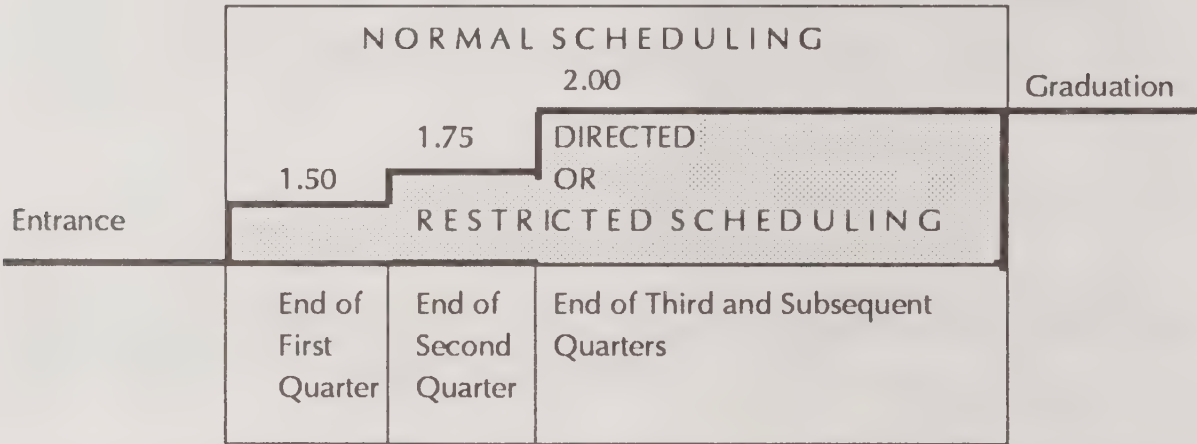 NORMAL SCHEDULING
2.00
Graduation
1.75
DIRECTED
1.50
OR
Entrance
RESTRICTED SCHEDULING
End of
First
Quarter
End of
Second
Quarter
End of Third and Subsequent
Quarters